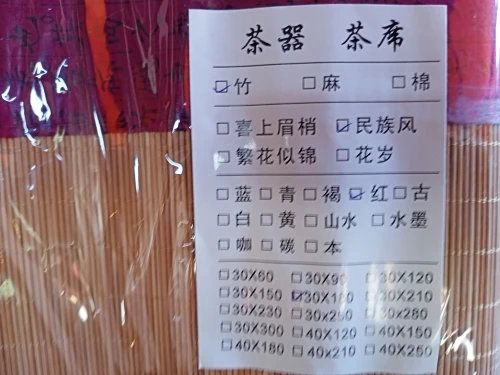 茶器 茶席
☑竹 ☐麻 ☐棉
☐喜上眉梢 ☑民族风
☐繁花似锦 ☐花岁
☐蓝 ☐青 ☐褐 ☑红 ☐古
☐白 ☐黄 ☐山水 ☐水墨
☐咖 ☐碳 ☐本
☐30X60 ☐30X90 ☐30X120
☐30X150 ☑30X180 ☐30X210
☐30X230 ☐30x250 ☐30x280
☐30X300 ☐40X120 ☐40X150
☐40X180 ☐40x210 ☐40X250